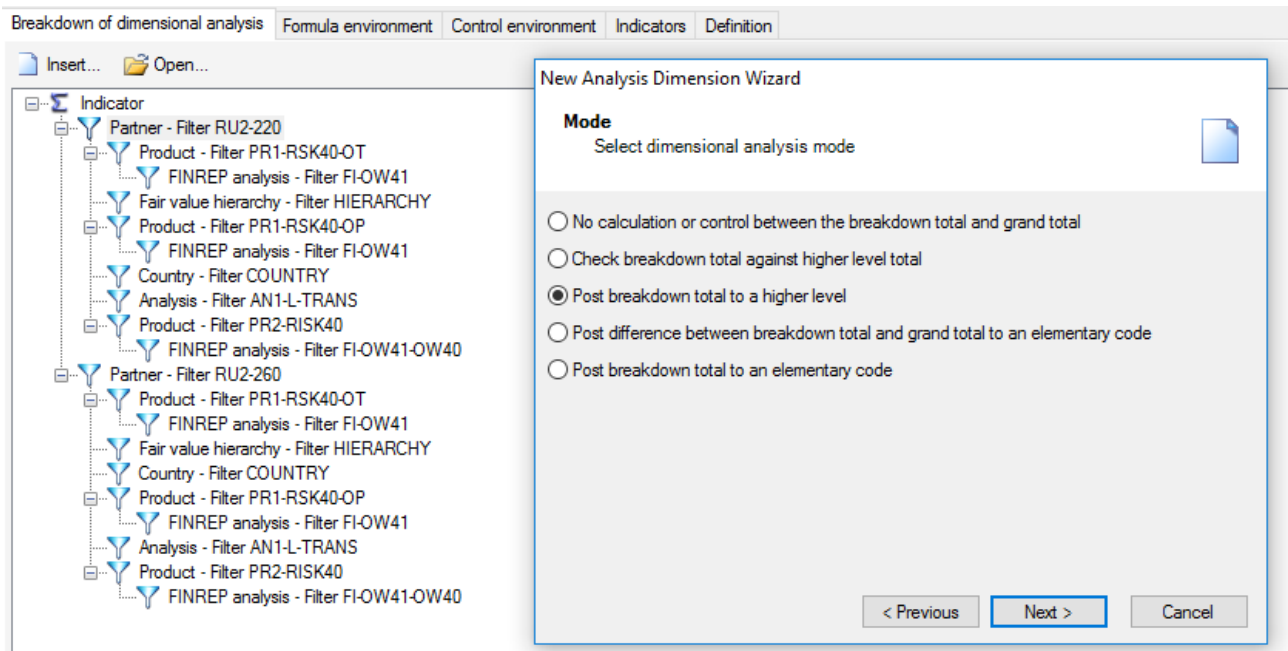 Breakdown of dimensional analysis Formula environment Control environment Indicators Definition
Insert... Open...
Indicator
Partner - Filter RU2-220
Product - Filter PR1-RSK40-OT
FINREP analysis - Filter FI-OW41
Fair value hierarchy - Filter HIERARCHY
Product - Filter PR1-RSK40-OP
FINREP analysis - Filter FI-OW41
Country - Filter COUNTRY
Analysis - Filter AN1-L-TRANS
Product - Filter PR2-RISK40
FINREP analysis - Filter FI-OW41-OW40
Partner - Filter RU2-260
Product - Filter PR1-RSK40-OT
FINREP analysis - Filter FI-OW41
Fair value hierarchy - Filter HIERARCHY
Country - Filter COUNTRY
Product - Filter PR1-RSK40-OP
FINREP analysis - Filter FI-OW41
Analysis - Filter AN1-L-TRANS
Product - Filter PR2-RISK40
FINREP analysis - Filter FI-OW41-OW40
New Analysis Dimension Wizard
Mode
Select dimensional analysis mode
No calculation or control between the breakdown total and grand total
Check breakdown total against higher level total
Post breakdown total to a higher level
Post difference between breakdown total and grand total to an elementary code
Post breakdown total to an elementary code
< Previous Next > Cancel